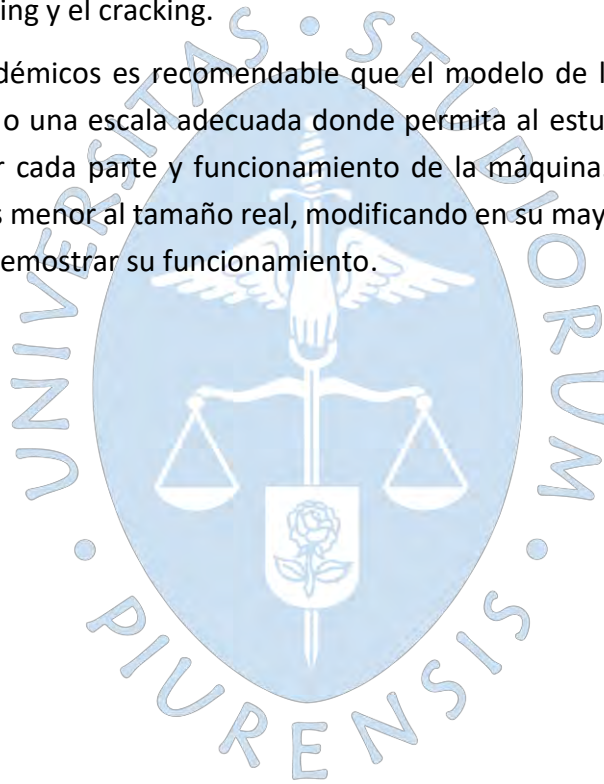 ing y el cracking.
démicos es recomendable que el modelo de l
o una escala adecuada donde permita al estu
r cada parte y funcionamiento de la máquina.
s menor al tamaño real, modificando en su may
emostrar su funcionamiento.
UNIVERSITAS • STUDIORUM • PIURENSIS •